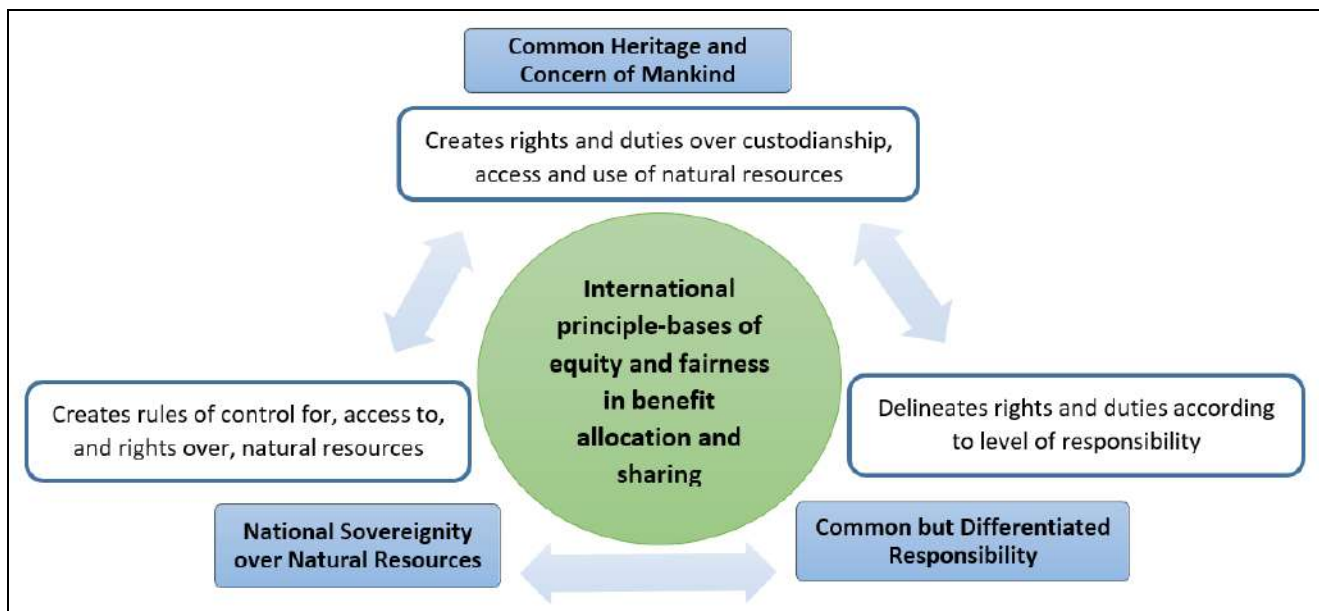 Common Heritage and
Concern of Mankind
Creates rights and duties over custodianship,
access and use of natural resources
International
principle-bases of
equity and fairness
in benefit
allocation and
sharing
Creates rules of control for, access to,
and rights over, natural resources
Delineates rights and duties according
to level of responsibility
National Sovereignity
over Natural Resources
Common but Differentiated
Responsibility